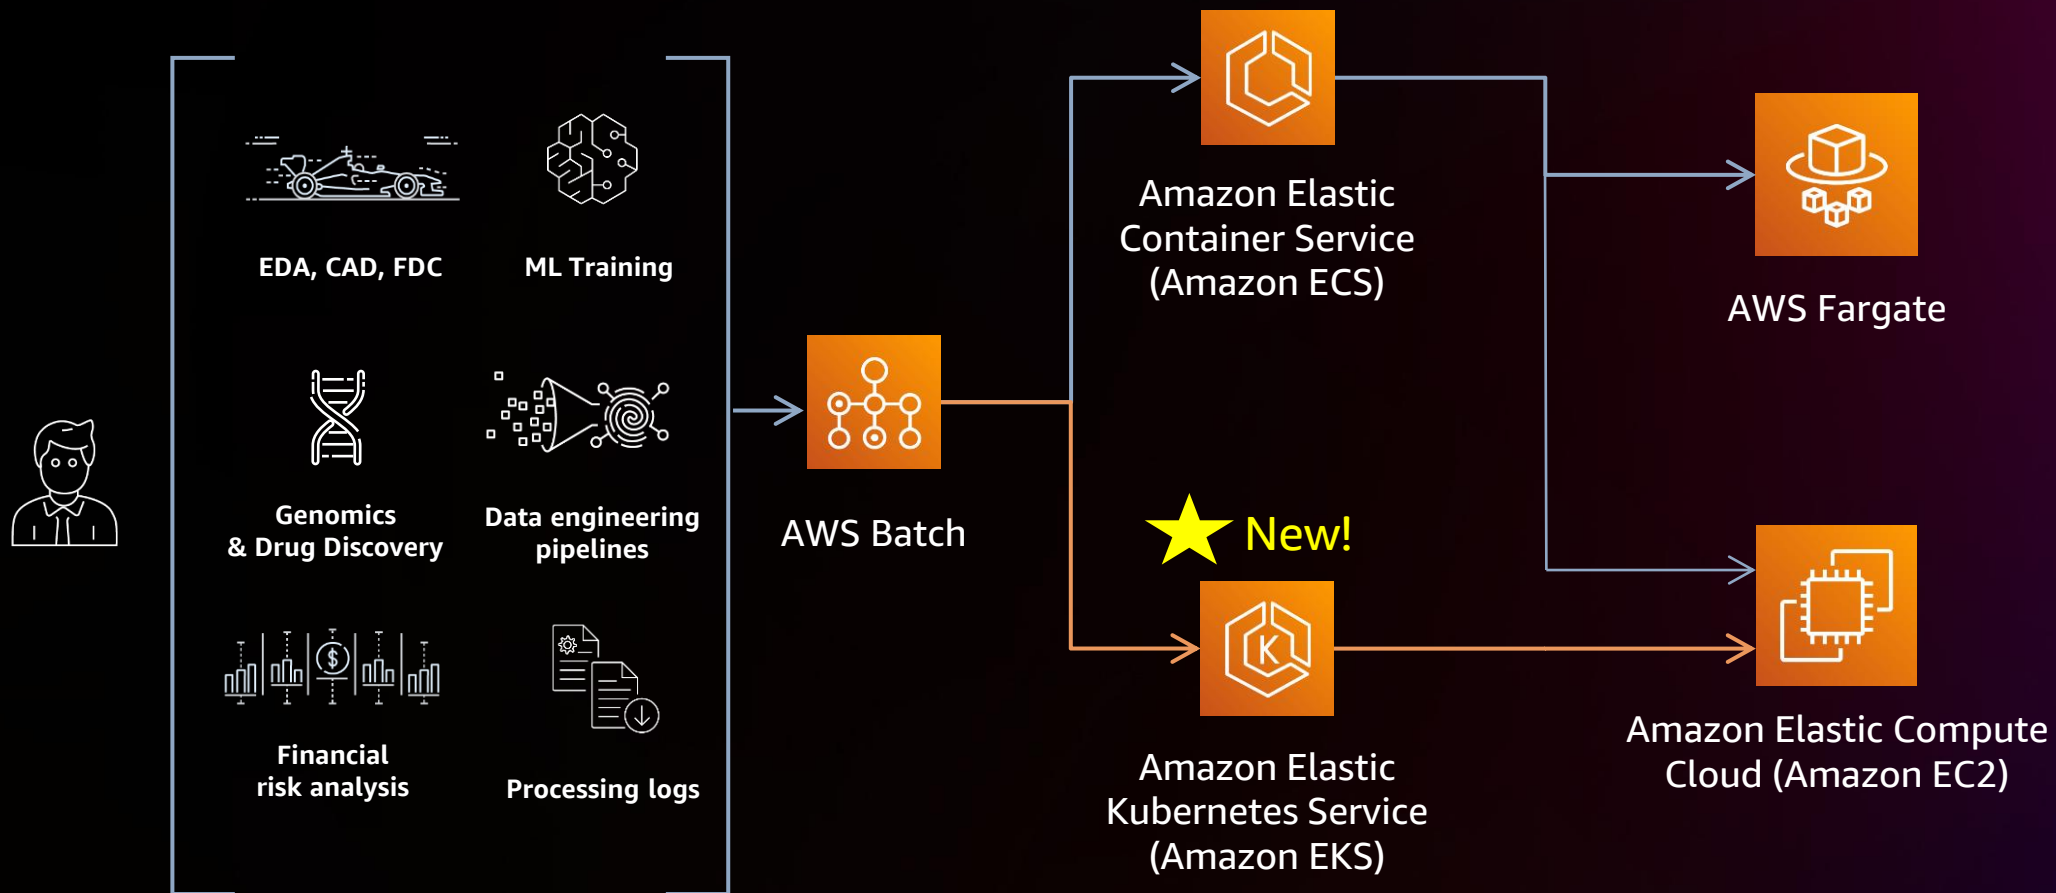 EDA, CAD, FDC
ML Training
Genomics
& Drug Discovery
Data engineering
pipelines
$
Financial
risk analysis
Processing logs
AWS Batch
Amazon Elastic
Container Service
(Amazon ECS)
New!
K
Amazon Elastic
Kubernetes Service
(Amazon EKS)
AWS Fargate
Amazon Elastic Compute
Cloud (Amazon EC2)